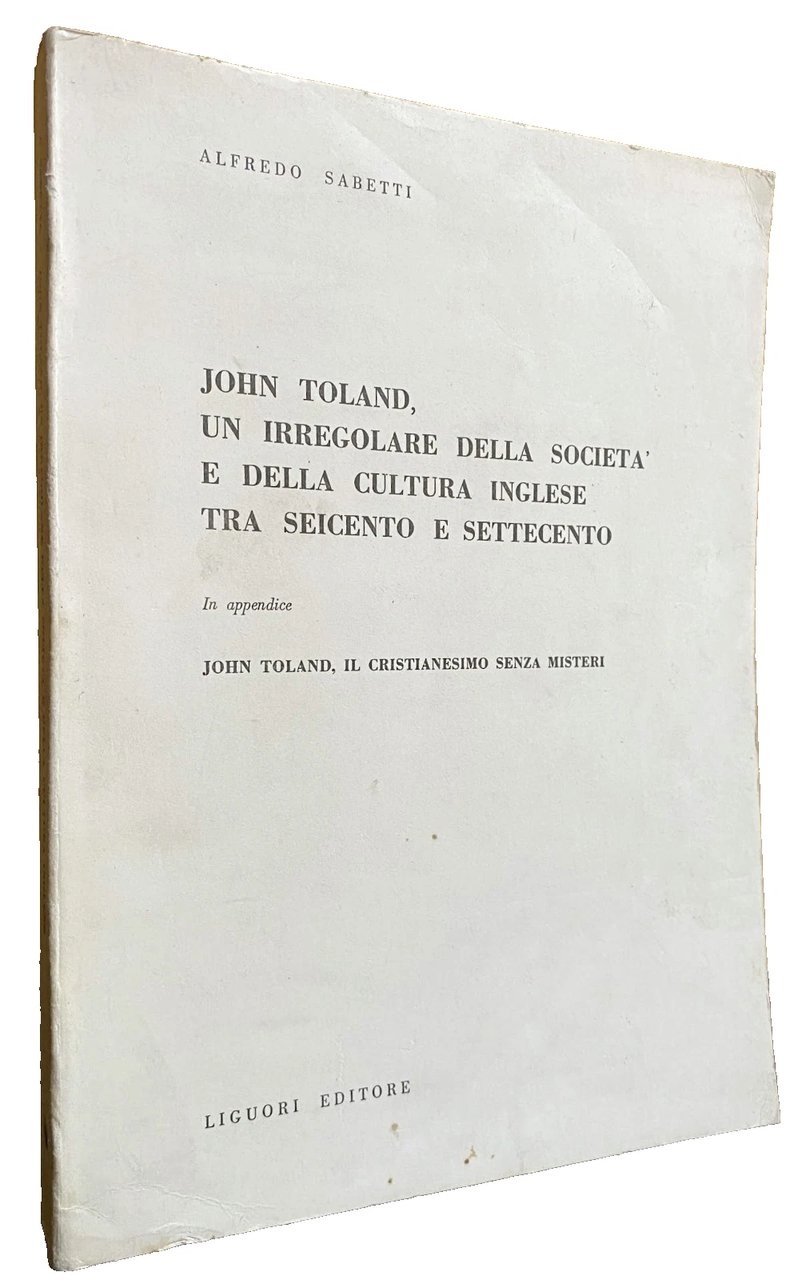 ALFREDO SABETTI
JOHN TOLAND,
UN IRREGOLARE DELLA SOCIETA'
E DELLA CULTURA INGLESE
TRA SEICENTO E SETTECENTO
In appendice
JOHN TOLAND, IL CRISTIANESIMO SENZA MISTERI
LIGUORI EDITORE